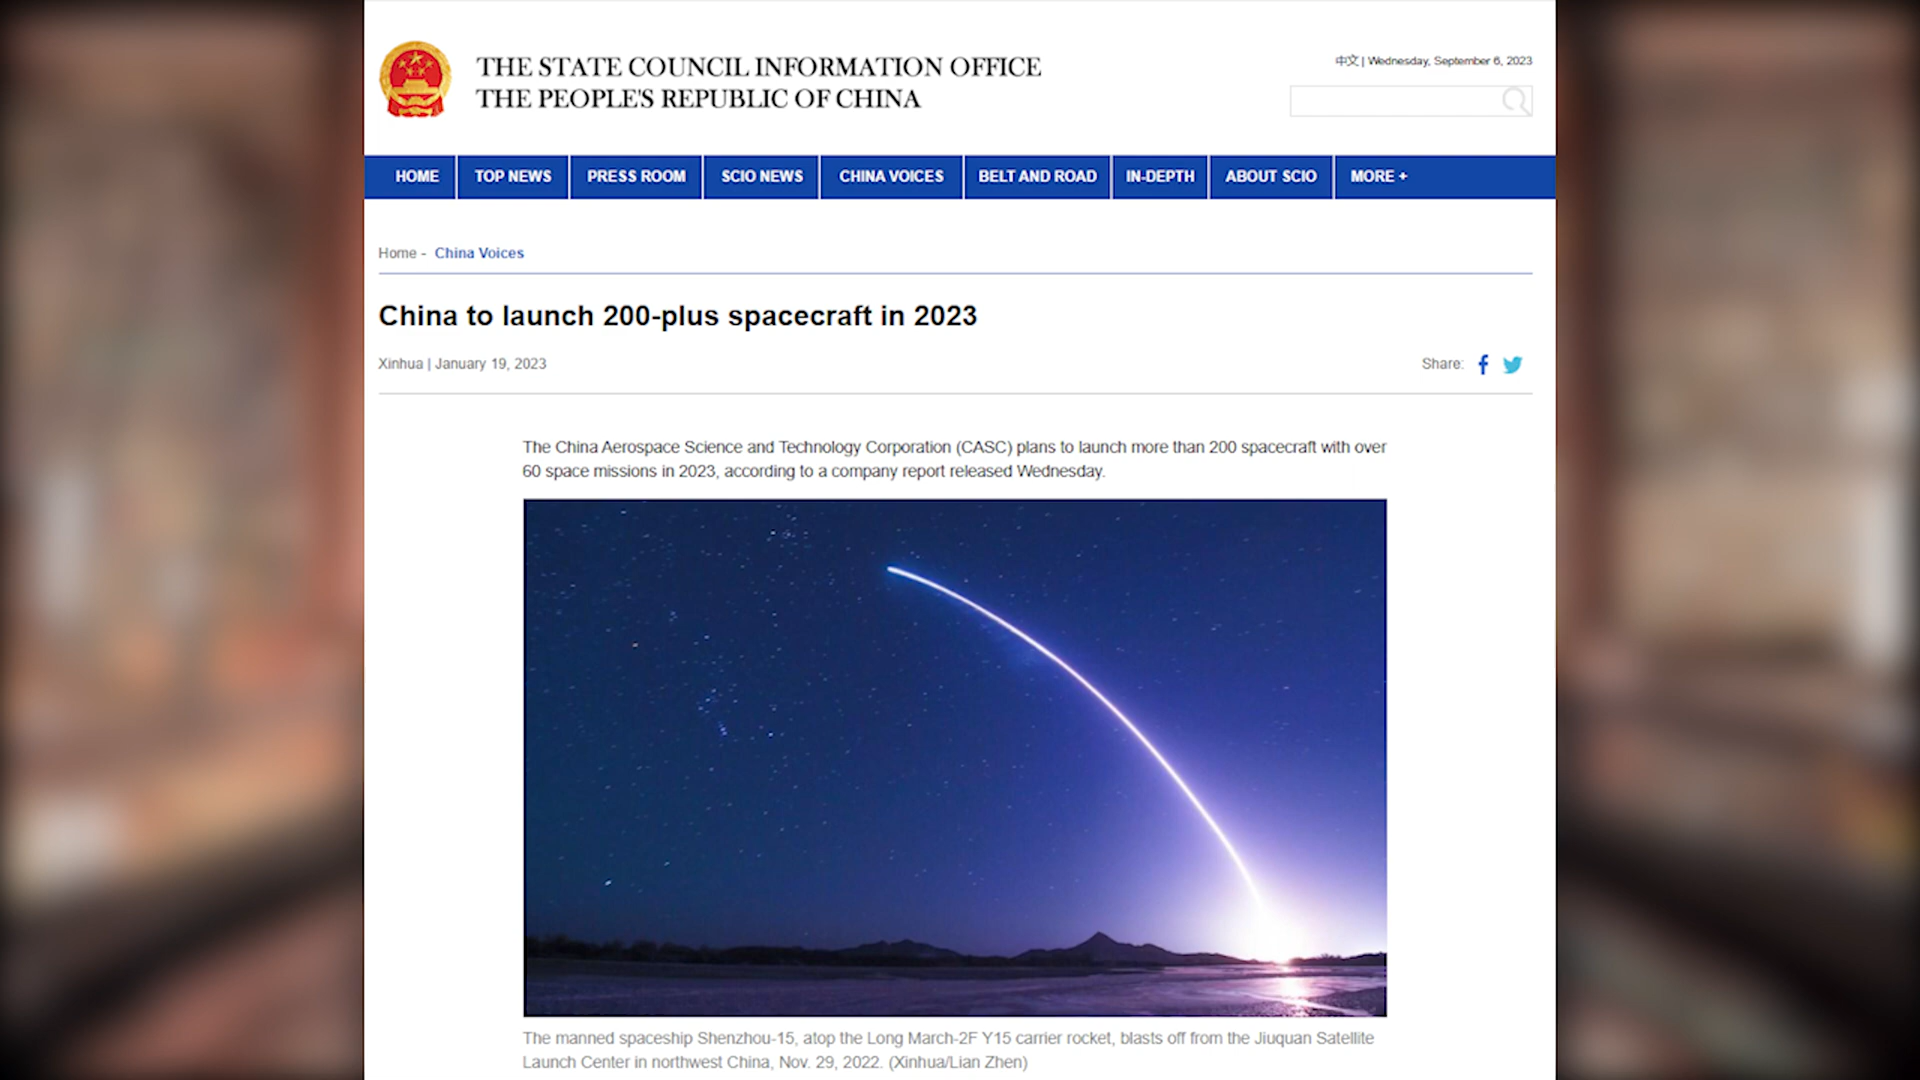 THE STATE COUNCIL INFORMATION OFFICE
THE PEOPLE'S REPUBLIC OF CHINA
中文 | Wednesday, September 6, 2023
HOME TOP NEWS PRESS ROOM SCIO NEWS CHINA VOICES BELT AND ROAD IN-DEPTH ABOUT SCIO MORE +
Home - China Voices
China to launch 200-plus spacecraft in 2023
Xinhua | January 19, 2023
Share:
The China Aerospace Science and Technology Corporation (CASC) plans to launch more than 200 spacecraft with over
60 space missions in 2023, according to a company report released Wednesday.
The manned spaceship Shenzhou-15, atop the Long March-2F Y15 carrier rocket, blasts off from the Jiuquan Satellite
Launch Center in northwest China, Nov. 29, 2022. (Xinhua/Lian Zhen)